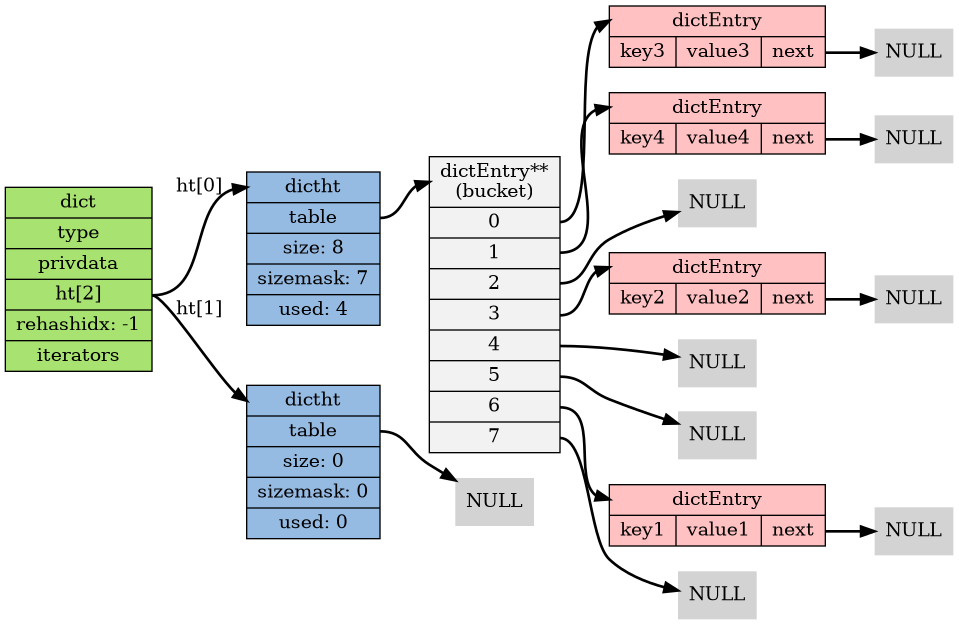 dict
type
privdata
ht[2]
rehashidx: -1
iterators
ht[0]
ht[1]
dictht
table
size: 8
sizemask: 7
used: 4
dictht
table
size: 0
sizemask: 0
used: 0
NULL
dictEntry**
(bucket)
0
1
2
3
4
5
6
7
dictEntry
key3 value3 next
NULL
dictEntry
key4 value4 next
NULL
NULL
dictEntry
key2 value2 next
NULL
NULL
NULL
dictEntry
key1 value1 next
NULL
NULL